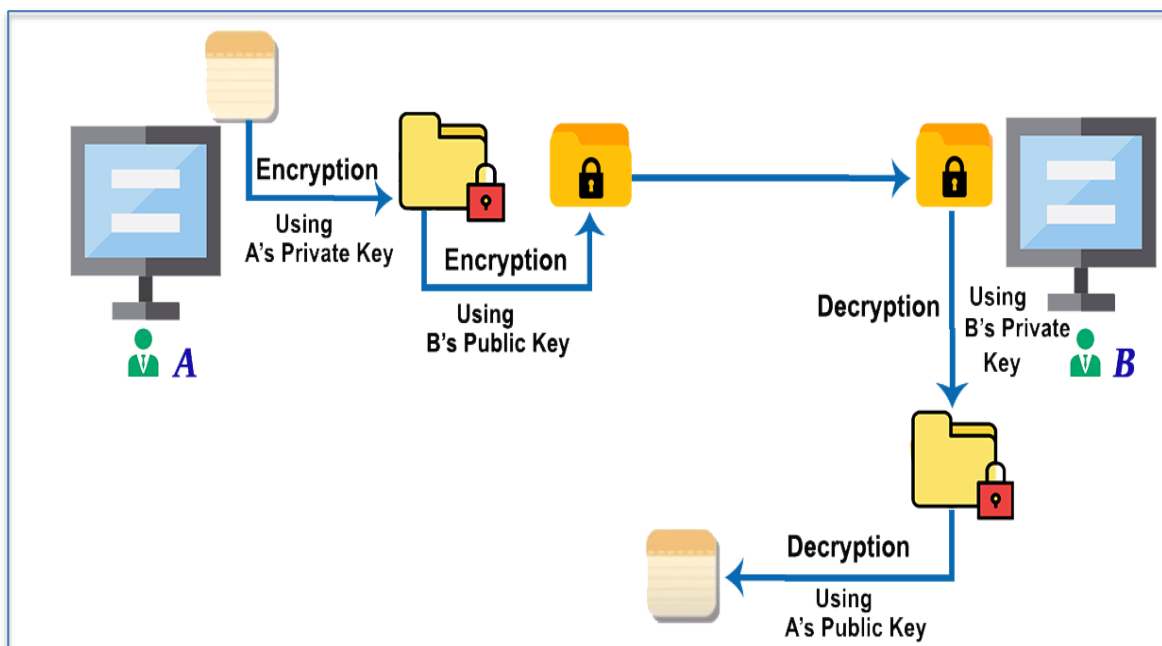 Encryption
Using
A's Private Key
A
Encryption
Using
B's Public Key
Decryption
Using
B's Private
Key
B
Decryption
Using
A's Public Key